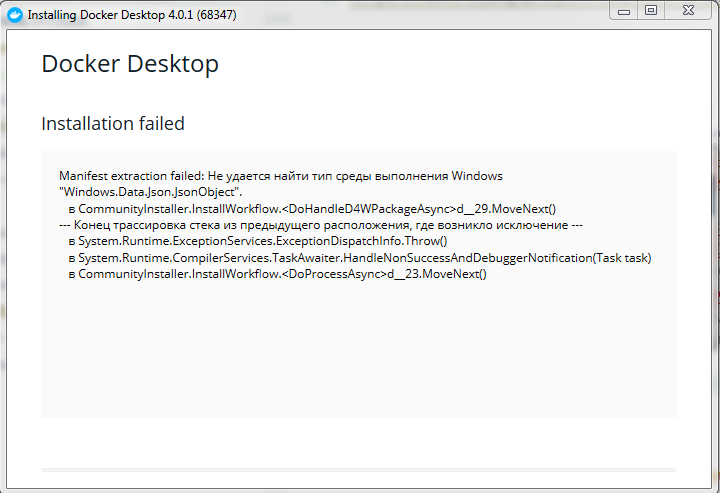 Installing Docker Desktop 4.0.1 (68347)
Docker Desktop
Installation failed
Manifest extraction failed: Не удается найти тип среды выполнения Windows
"Windows.Data.Json.JsonObject".
в CommunityInstaller.InstallWorkflow.<DoHandleD4WPackageAsync>d__29.MoveNext()
--- Конец трассировка стека из предыдущего расположения, где возникло исключение ---
в System.Runtime.ExceptionServices.ExceptionDispatchInfo.Throw()
в System.Runtime.CompilerServices.TaskAwaiter.HandleNonSuccessAndDebuggerNotification(Task task)
в CommunityInstaller.InstallWorkflow.<DoProcessAsync>d__23.MoveNext()